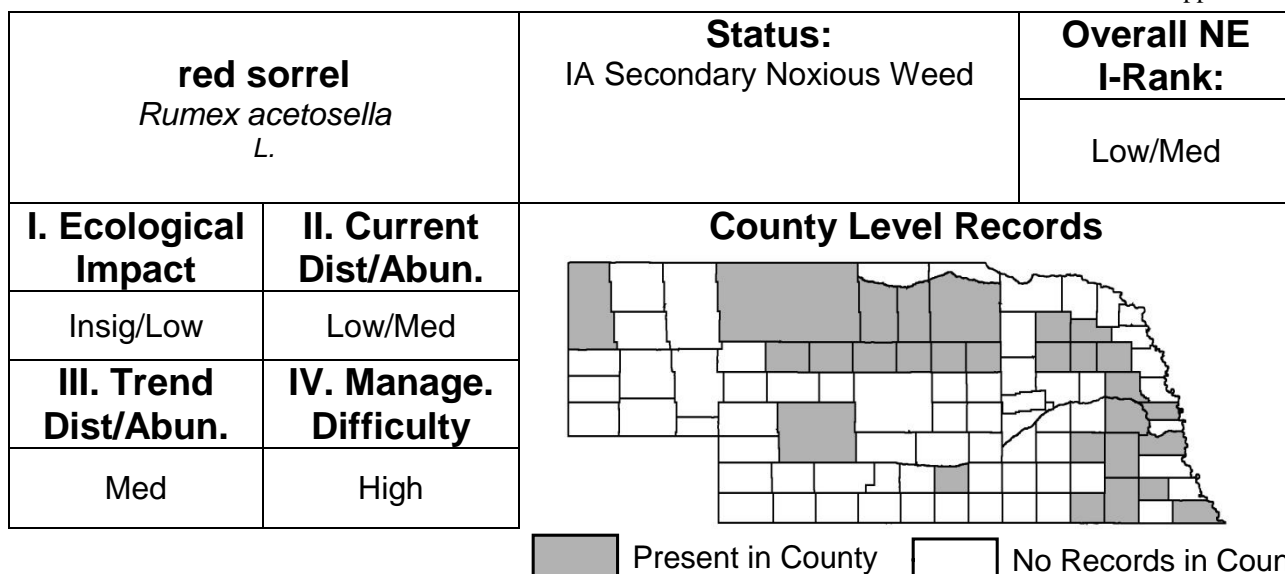 red sorrel
Rumex acetosella
L.
Status:
IA Secondary Noxious Weed
Overall NE
I-Rank:
Low/Med
I. Ecological
Impact
II. Current
Dist/Abun.
Insig/Low
Low/Med
III. Trend
Dist/Abun.
IV. Manage.
Difficulty
Med
High
County Level Records
Present in County
No Records in Coun